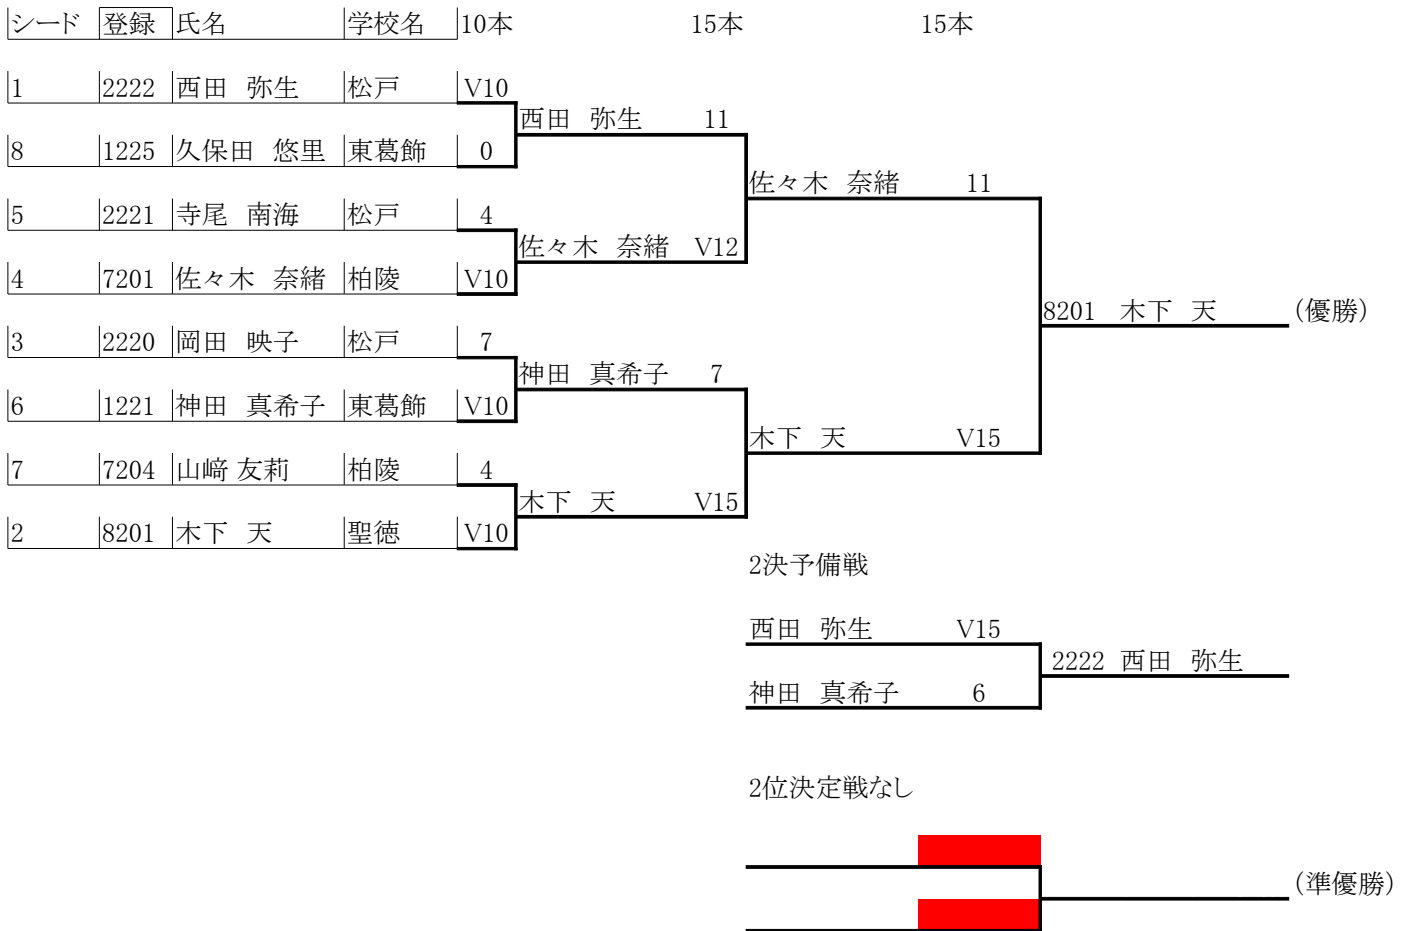 シード 登録 氏名 学校名 10本 15本 15本
1 2222 西田 弥生 松戸 V10
西田 弥生 11
8 1225 久保田 悠里 東葛飾 0
佐々木 奈緒 11
5 2221 寺尾 南海 松戸 4
佐々木 奈緒 V12
4 7201 佐々木 奈緒 柏陵 V10
8201 木下 天 (優勝)
3 2220 岡田 映子 松戸 7
神田 真希子 7
6 1221 神田 真希子 東葛飾 V10
木下 天 V15
7 7204 山﨑 友莉 柏陵 4
木下 天 V15
2 8201 木下 天 聖徳 V10
2決予備戦
西田 弥生 V15
2222 西田 弥生
神田 真希子 6
2位決定戦なし
(準優勝)